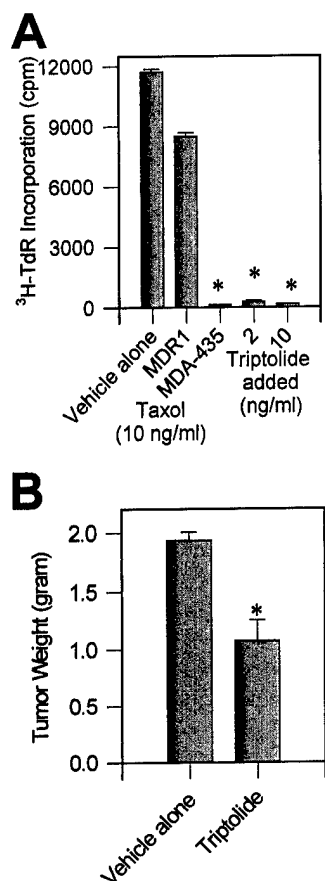 A
³H-TdR Incorporation (cpm)
12000
9000
6000
3000
0
*
*
*
Vehicle alone
MDR1
MDA-435
2
10
Taxol
(10 ng/ml)
Triptolide
added
(ng/ml)
B
Tumor Weight (gram)
2.0
1.5
1.0
0.5
0.0
*
Vehicle alone
Triptolide